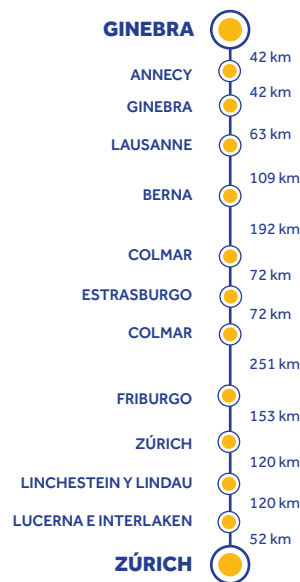 GINEBRA
42 km
ANNECY
42 km
GINEBRA
63 km
LAUSANNE
109 km
BERNA
192 km
COLMAR
72 km
ESTRASBURGO
72 km
COLMAR
251 km
FRIBURGO
153 km
ZÚRICH
120 km
LINCHESTEIN Y LINDAU
120 km
LUCERNA E INTERLAKEN
52 km
ZÚRICH